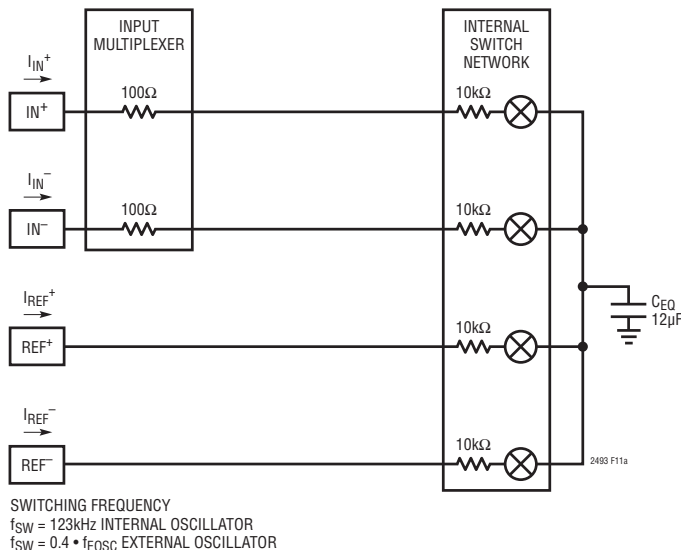 INPUT
MULTIPLEXER
INTERNAL
SWITCH
NETWORK
I_IN⁺
100Ω
10kΩ
IN⁺
I_IN⁻
100Ω
10kΩ
IN⁻
C_EQ
12µF
I_REF⁺
10kΩ
REF⁺
I_REF⁻
10kΩ
REF⁻
2493 F11a
SWITCHING FREQUENCY
f_SW = 123kHz INTERNAL OSCILLATOR
f_SW = 0.4 • f_EOSC EXTERNAL OSCILLATOR